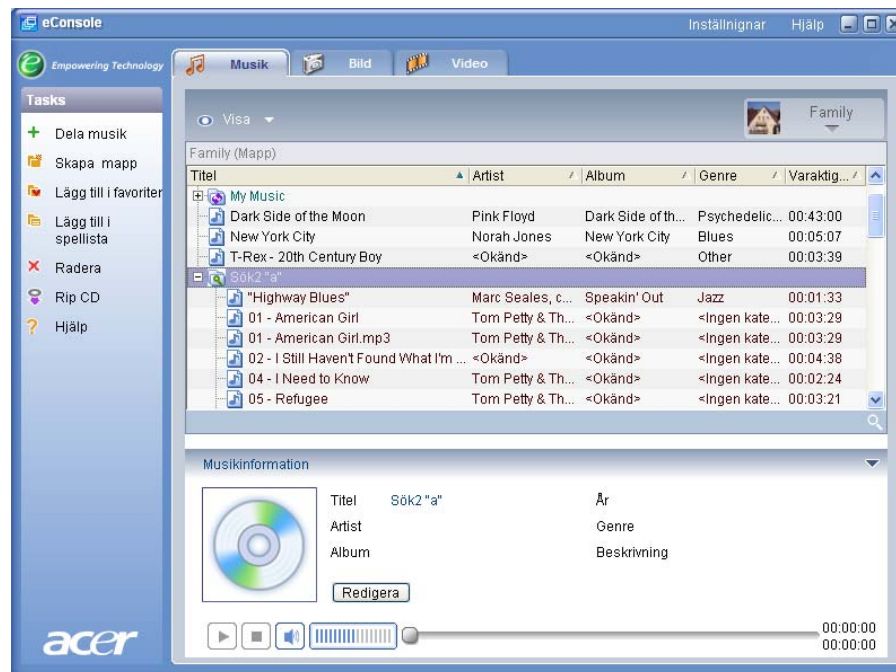 eConsole Inställnignar Hjälp
Empowering Technology Musik Bild Video
Tasks
Dela musik
Skapa mapp
Lägg till i favoriter
Lägg till i
spellista
Radera
Rip CD
Hjälp
acer
Visa Family
Family (Mapp)
Titel Artist Album Genre Varaktig...
My Music
Dark Side of the Moon Pink Floyd Dark Side of th... Psychedelic... 00:43:00
New York City Norah Jones New York City Blues 00:05:07
T-Rex - 20th Century Boy <Okänd> <Okänd> Other 00:03:39
Sök2 "a"
"Highway Blues" Marc Seales, c... Speakin' Out Jazz 00:01:33
01 - American Girl Tom Petty & Th... <Okänd> <Ingen kate... 00:03:29
01 - American Girl.mp3 Tom Petty & Th... <Okänd> <Ingen kate... 00:03:29
02 - I Still Haven't Found What I'm ... <Okänd> <Okänd> <Ingen kate... 00:04:38
04 - I Need to Know Tom Petty & Th... <Okänd> <Ingen kate... 00:02:24
05 - Refugee Tom Petty & Th... <Okänd> <Ingen kate... 00:03:21
Musikinformation
Titel Sök2 "a" År
Artist Genre
Album Beskrivning
Redigera
00:00:00
00:00:00